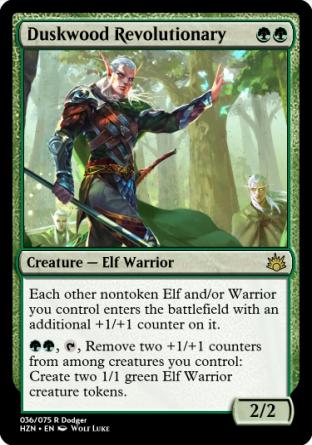 Duskwood Revolutionary
Creature — Elf Warrior
Each other nontoken Elf and/or Warrior
you control enters the battlefield with an
additional +1/+1 counter on it.
, , Remove two +1/+1 counters
from among creatures you control:
Create two 1/1 green Elf Warrior
creature tokens.
2/2
036/075 R Dodger
HZN • EN Wolf Luke